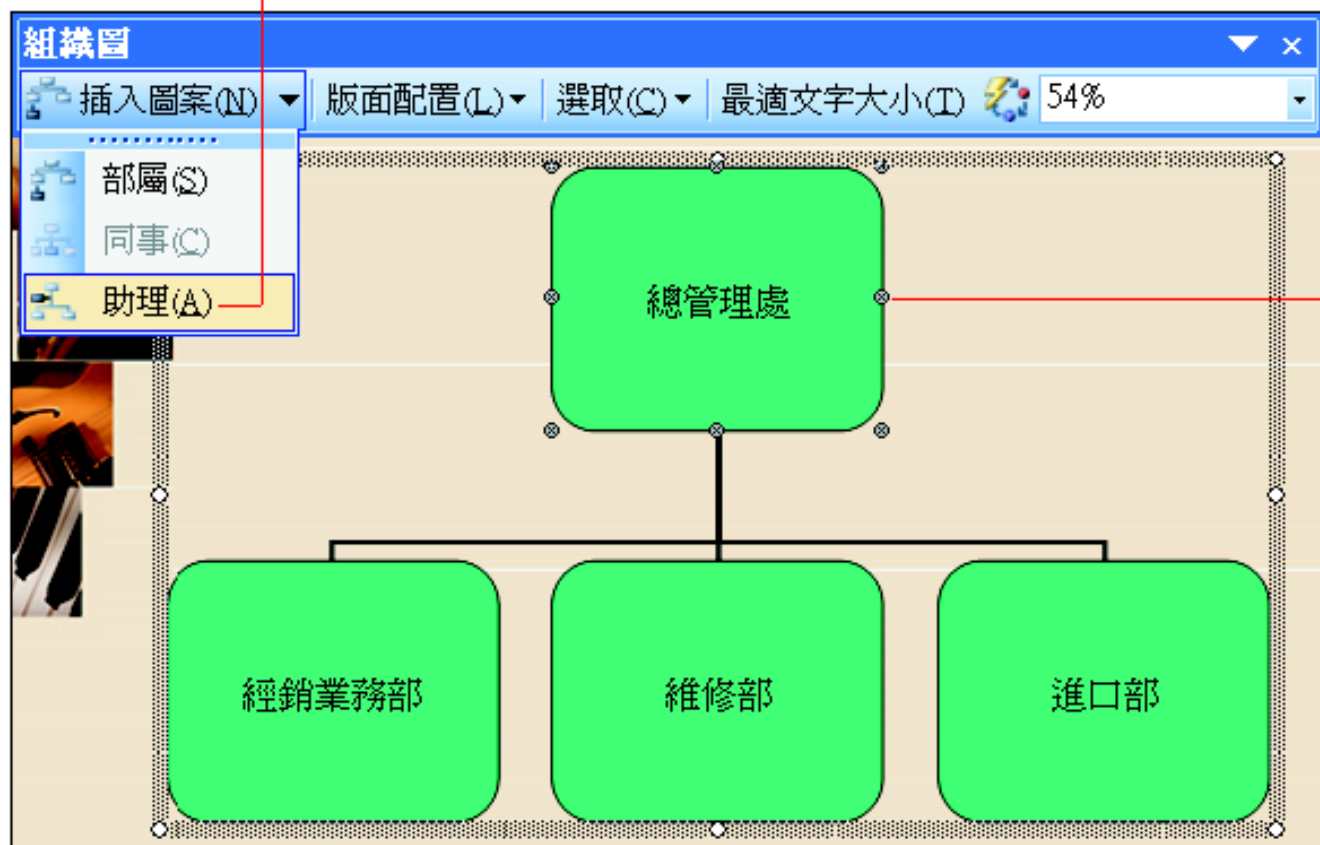 組織圖
插入圖案(N) 版面配置(L) 選取(C) 最適文字大小(T) 54%
部屬(S)
同事(C)
助理(A)
總管理處
經銷業務部 維修部 進口部